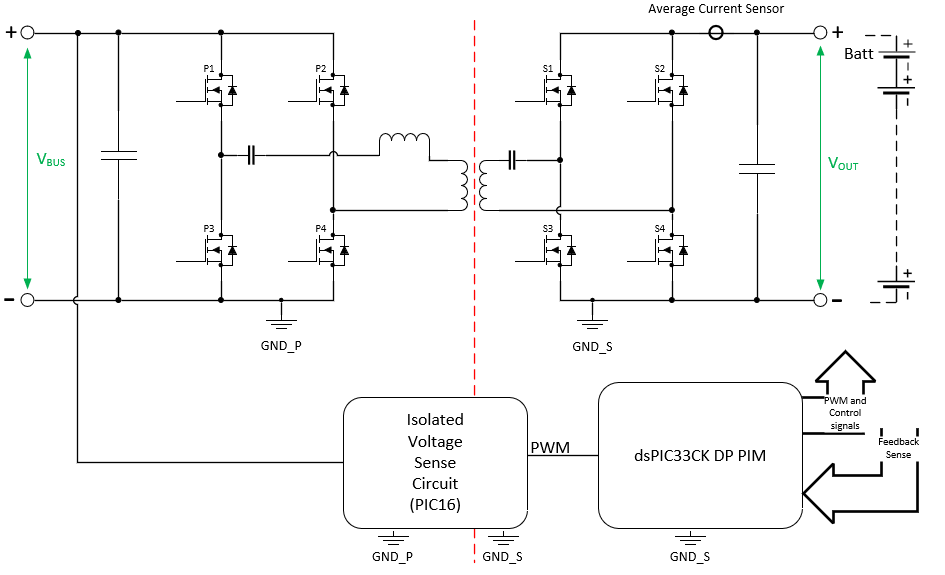 Average Current Sensor
+
+
P1
P2
S1
S2
Batt
+
+
VBUS
VOUT
P3
P4
S3
S4
+
−
−
GND_P
GND_S
Isolated
Voltage
Sense
Circuit
(PIC16)
PWM
dsPIC33CK DP PIM
PWM and
Control
signals
Feedback
Sense
GND_P
GND_S
GND_S